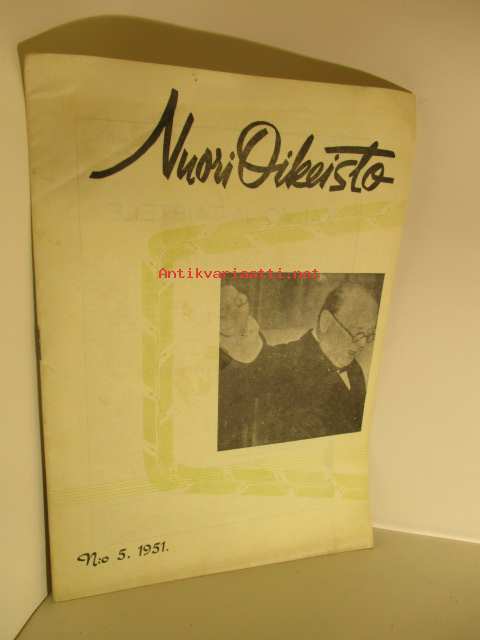 Nuori Oikeisto
Antikvariaatti.net
N:o 5. 1951.